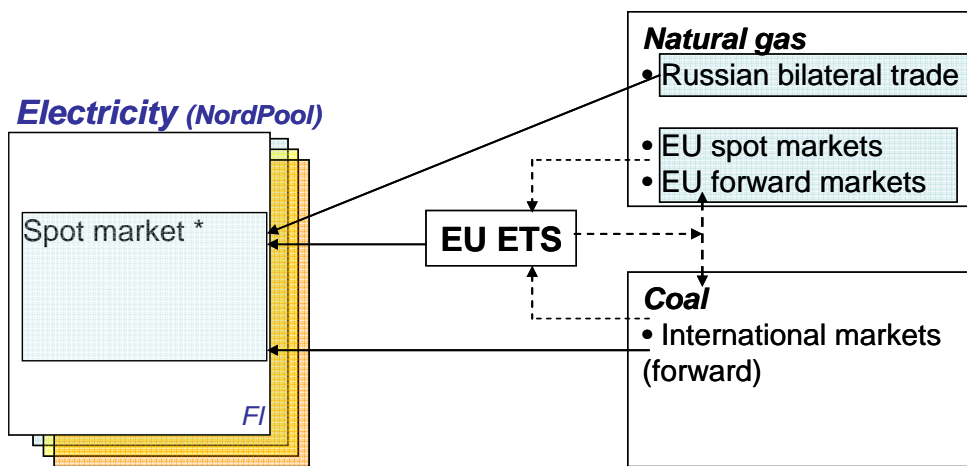 Electricity (NordPool)
Spot market *
FI
EU ETS
Natural gas
• Russian bilateral trade
• EU spot markets
• EU forward markets
Coal
• International markets
(forward)